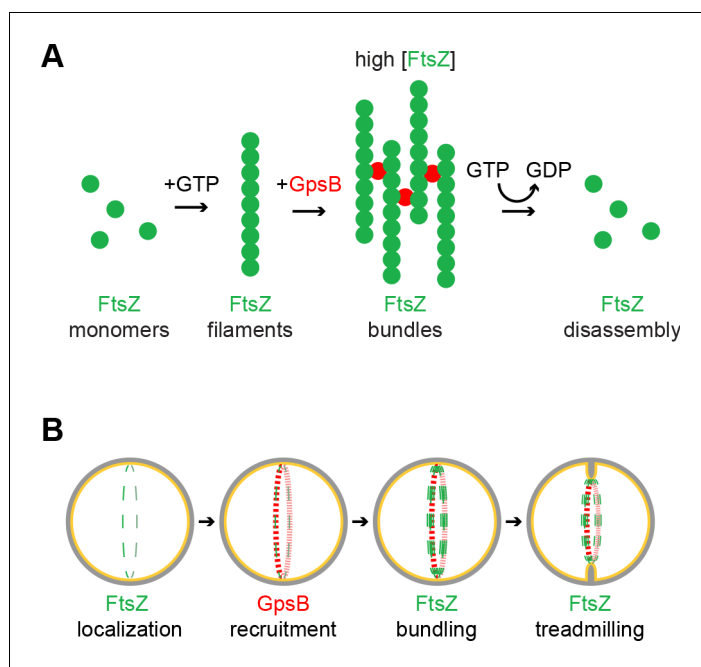 A
high [FtsZ]
+GTP
+GpsB
GTP GDP
FtsZ
monomers
FtsZ
filaments
FtsZ
bundles
FtsZ
disassembly
B
FtsZ
localization
GpsB
recruitment
FtsZ
bundling
FtsZ
treadmilling